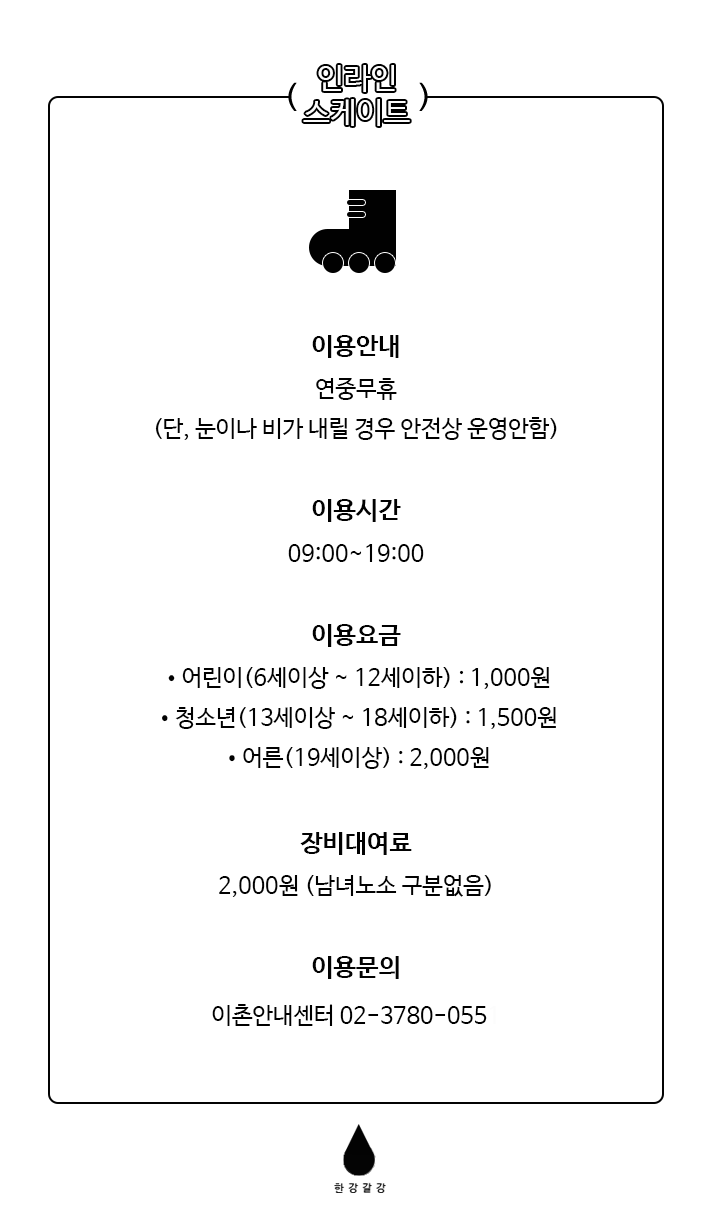 인라인
스케이트
이용안내
연중무휴
(단, 눈이나 비가 내릴 경우 안전상 운영안함)
이용시간
09:00~19:00
이용요금
• 어린이(6세이상 ~ 12세이하) : 1,000원
• 청소년(13세이상 ~ 18세이하) : 1,500원
• 어른(19세이상) : 2,000원
장비대여료
2,000원 (남녀노소 구분없음)
이용문의
이촌안내센터 02-3780-055
한강갈강